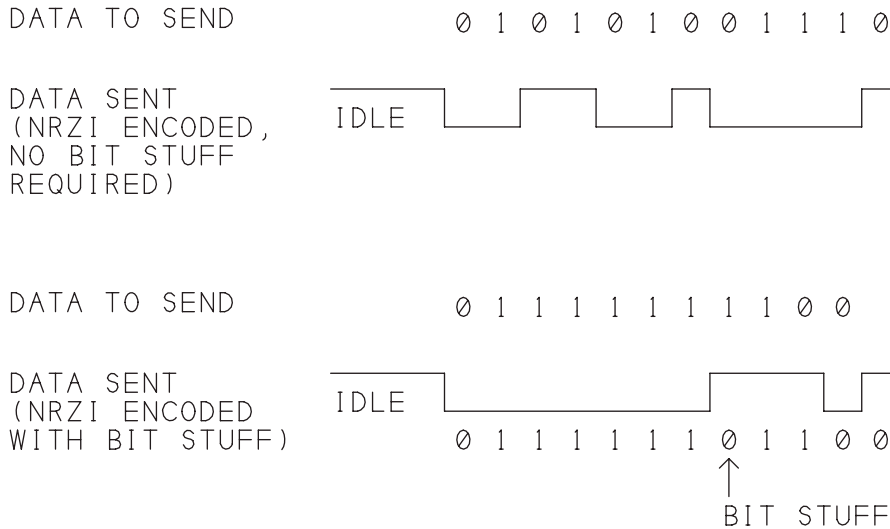 DATA TO SEND 0 1 0 1 0 1 0 0 1 1 1 0
DATA SENT
(NRZI ENCODED,
NO BIT STUFF
REQUIRED)
IDLE
DATA TO SEND 0 1 1 1 1 1 1 1 1 0 0
DATA SENT
(NRZI ENCODED
WITH BIT STUFF)
IDLE
0 1 1 1 1 1 1 0 1 1 0 0
BIT STUFF